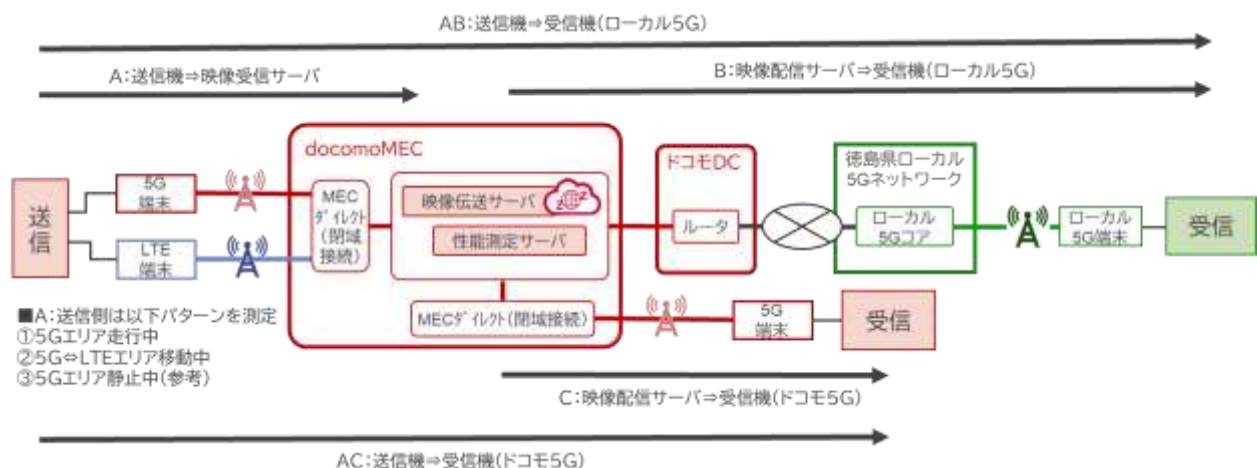 AB:送信機⇒受信機(ローカル5G)
A:送信機⇒映像受信サーバ
B:映像配信サーバ⇒受信機(ローカル5G)
docomoMEC
ドコモDC
徳島県ローカル
5Gネットワーク
送信
5G
端末
LTE
端末
MEC
ダイレクト
(閉域
接続)
映像伝送サーバ
性能測定サーバ
ルータ
ローカル
5Gコア
ローカル
5G端末
受信
MECダイレクト(閉域接続)
5G
端末
受信
■A:送信側は以下パターンを測定
①5Gエリア走行中
②5G⇔LTEエリア移動中
③5Gエリア静止中(参考)
C:映像配信サーバ⇒受信機(ドコモ5G)
AC:送信機⇒受信機(ドコモ5G)